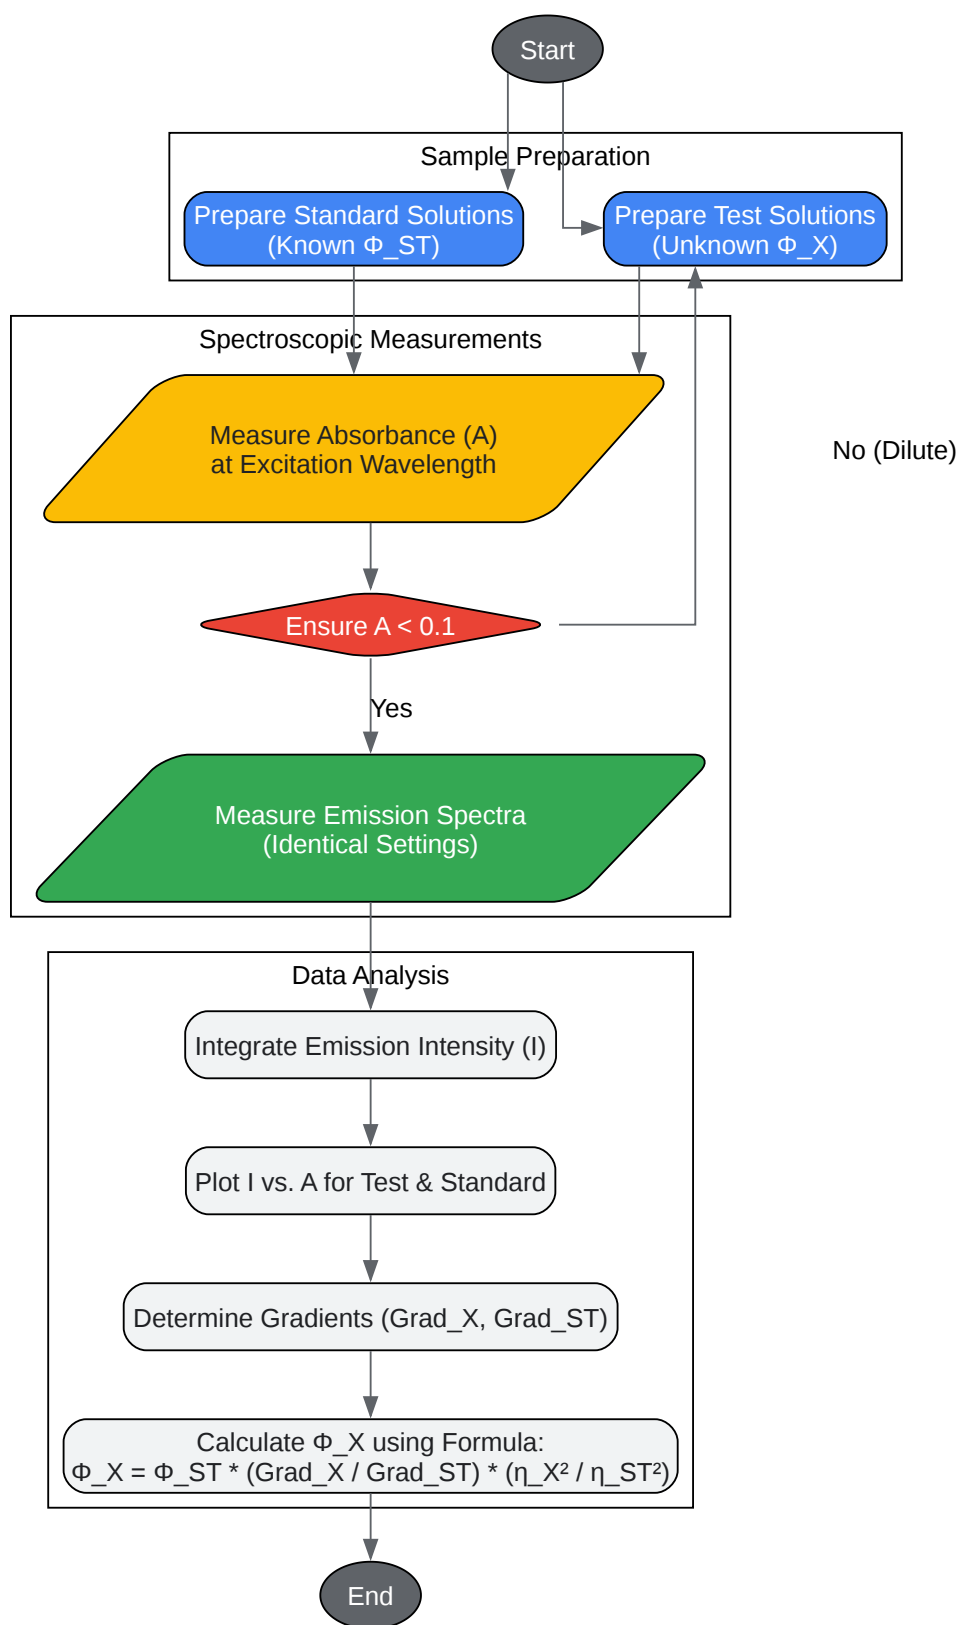 Start
Sample Preparation
Prepare Standard Solutions
(Known Φ_ST)
Prepare Test Solutions
(Unknown Φ_X)
Spectroscopic Measurements
Measure Absorbance (A)
at Excitation Wavelength
No (Dilute)
Ensure A < 0.1
Yes
Measure Emission Spectra
(Identical Settings)
Data Analysis
Integrate Emission Intensity (I)
Plot I vs. A for Test & Standard
Determine Gradients (Grad_X, Grad_ST)
Calculate Φ_X using Formula:
Φ_X = Φ_ST * (Grad_X / Grad_ST) * (η_X² / η_ST²)
End